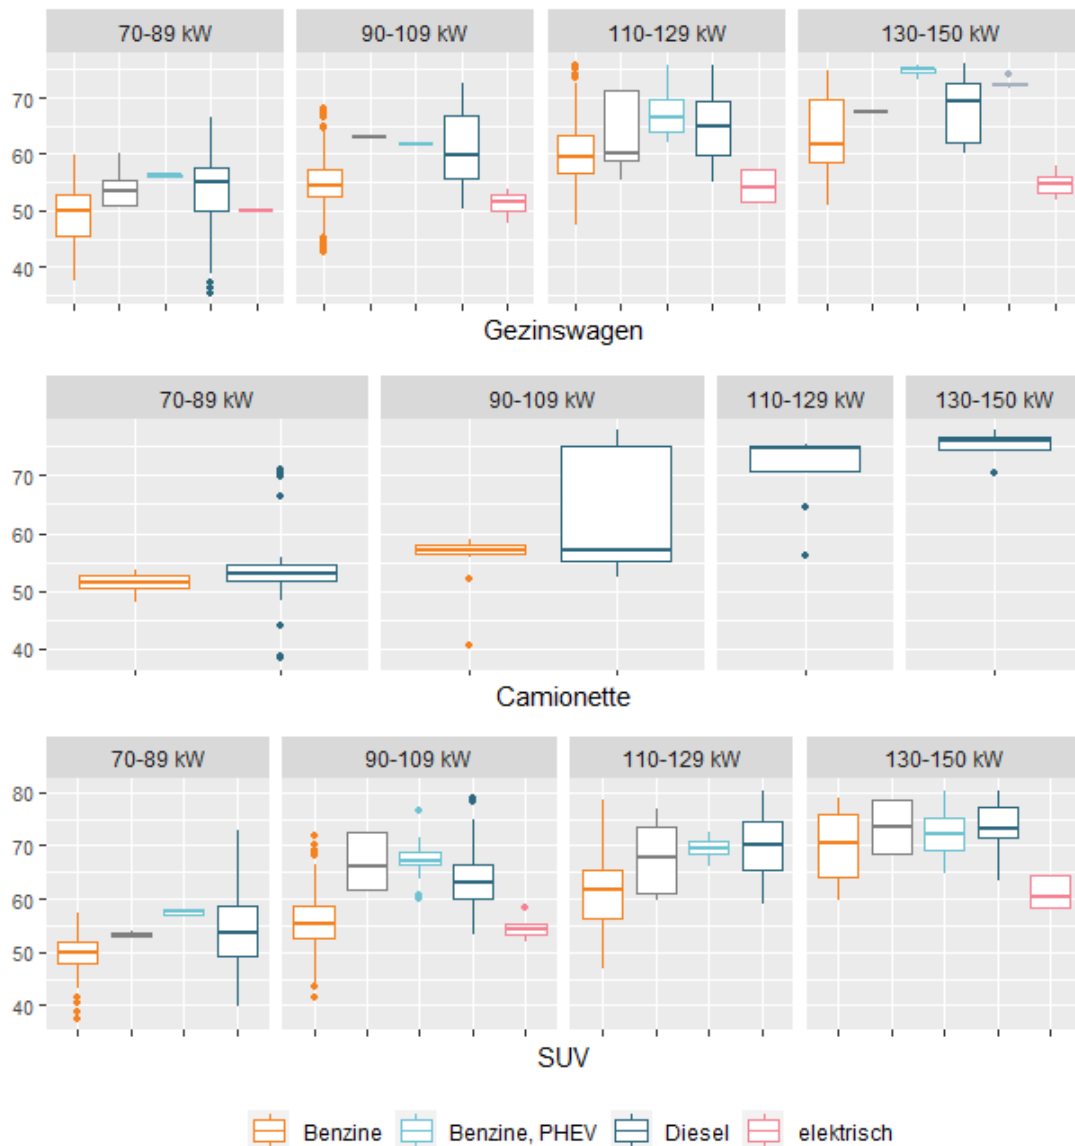 70-89 kW 90-109 kW 110-129 kW 130-150 kW
70
60
50
40
Gezinswagen
70-89 kW 90-109 kW 110-129 kW 130-150 kW
70
60
50
40
Camionette
70-89 kW 90-109 kW 110-129 kW 130-150 kW
80
70
60
50
40
SUV
Benzine Benzine, PHEV Diesel elektrisch